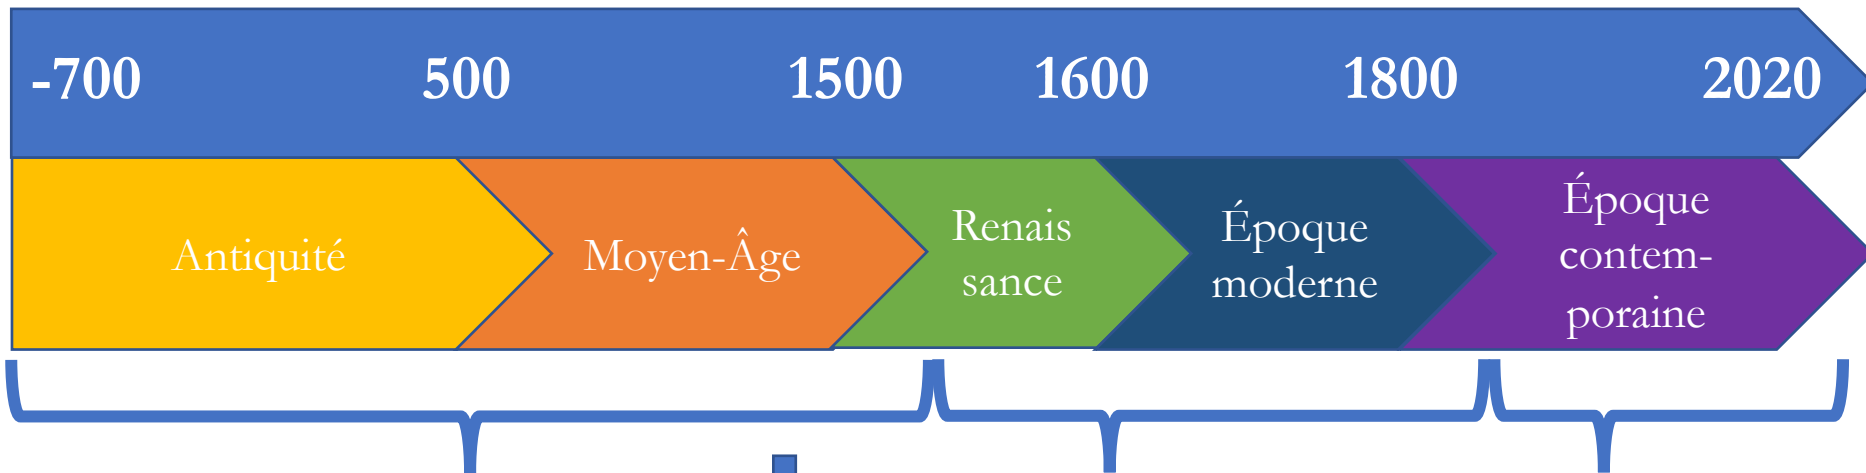 -700 500 1500 1600 1800 2020
Antiquité
Moyen-Âge
Renais
sance
Époque
moderne
Époque
contem-
poraine